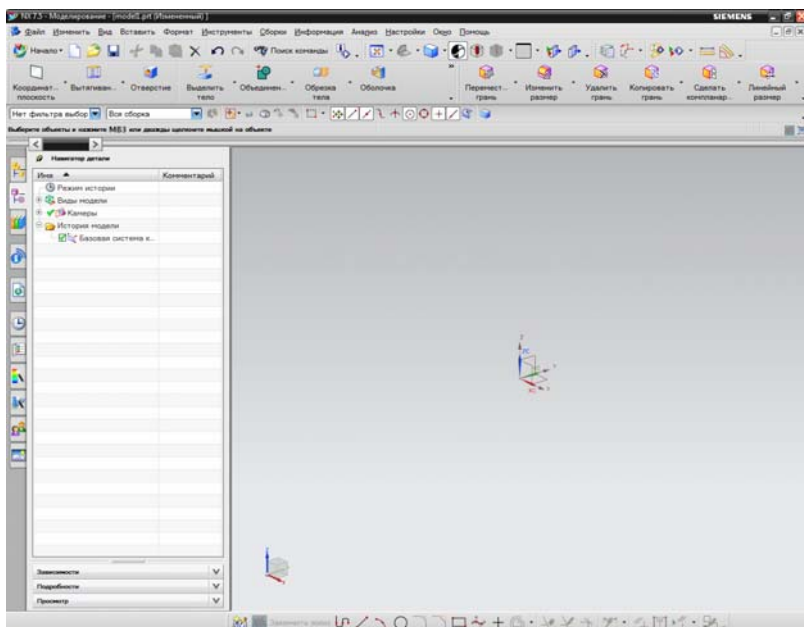 NX 7.5 - Моделирование - [model1.prt (Измененный) ]
SIEMENS
Файл Изменить Вид Вставить Формат Инструменты Сборки Информация Анализ Настройки Окно Помощь
Начало Поиск команды
Координат... плоскость
Вытягиван...
Отверстие
Выделить тело
Объединен...
Обрезка тела
Оболочка
Перемест... грань
Изменить размер
Удалить грань
Копировать грань
Сделать компланар...
Линейный размер
Нет фильтра выбор Вся сборка
Выберите объекты и нажмите МБ3 или дважды щелкните мышкой на объекте
Навигатор детали
Имя Комментарий
Режим истории
Виды модели
Камеры
История модели
Базовая система к...
Зависимости
Подробности
Просмотр